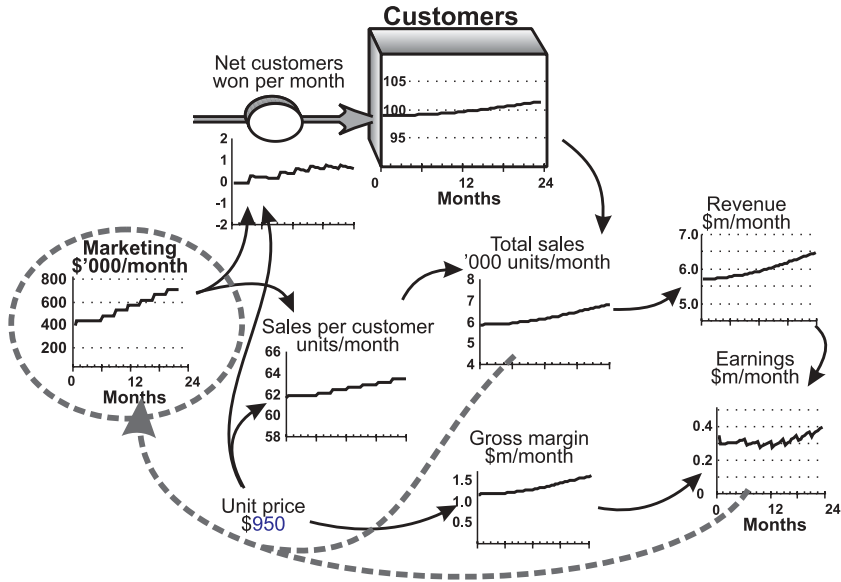 Customers
Net customers
won per month
105
100
95
0 12 24
Months
2
1
0
-1
-2
Marketing
$'000/month
800
600
400
200
0 12 24
Months
Sales per customer
units/month
66
64
62
60
58
Total sales
'000 units/month
8
7
6
5
4
Revenue
$m/month
7.0
6.0
5.0
Earnings
$m/month
0.4
0.2
0
0 12 24
Months
Gross margin
$m/month
1.5
1.0
0.5
Unit price
$950